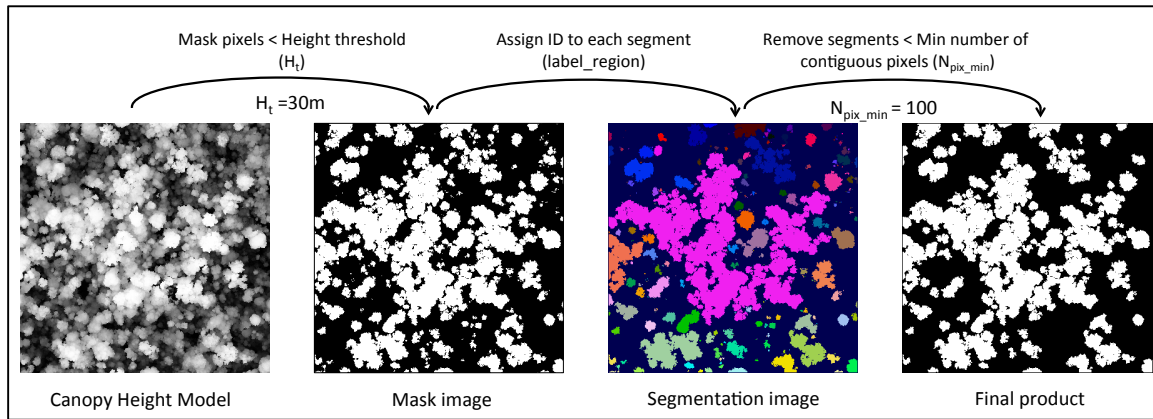 Mask pixels < Height threshold
(Ht)
Assign ID to each segment
(label_region)
Remove segments < Min number of
contiguous pixels (Npix_min)
Ht =30m
Npix_min = 100
Canopy Height Model
Mask image
Segmentation image
Final product